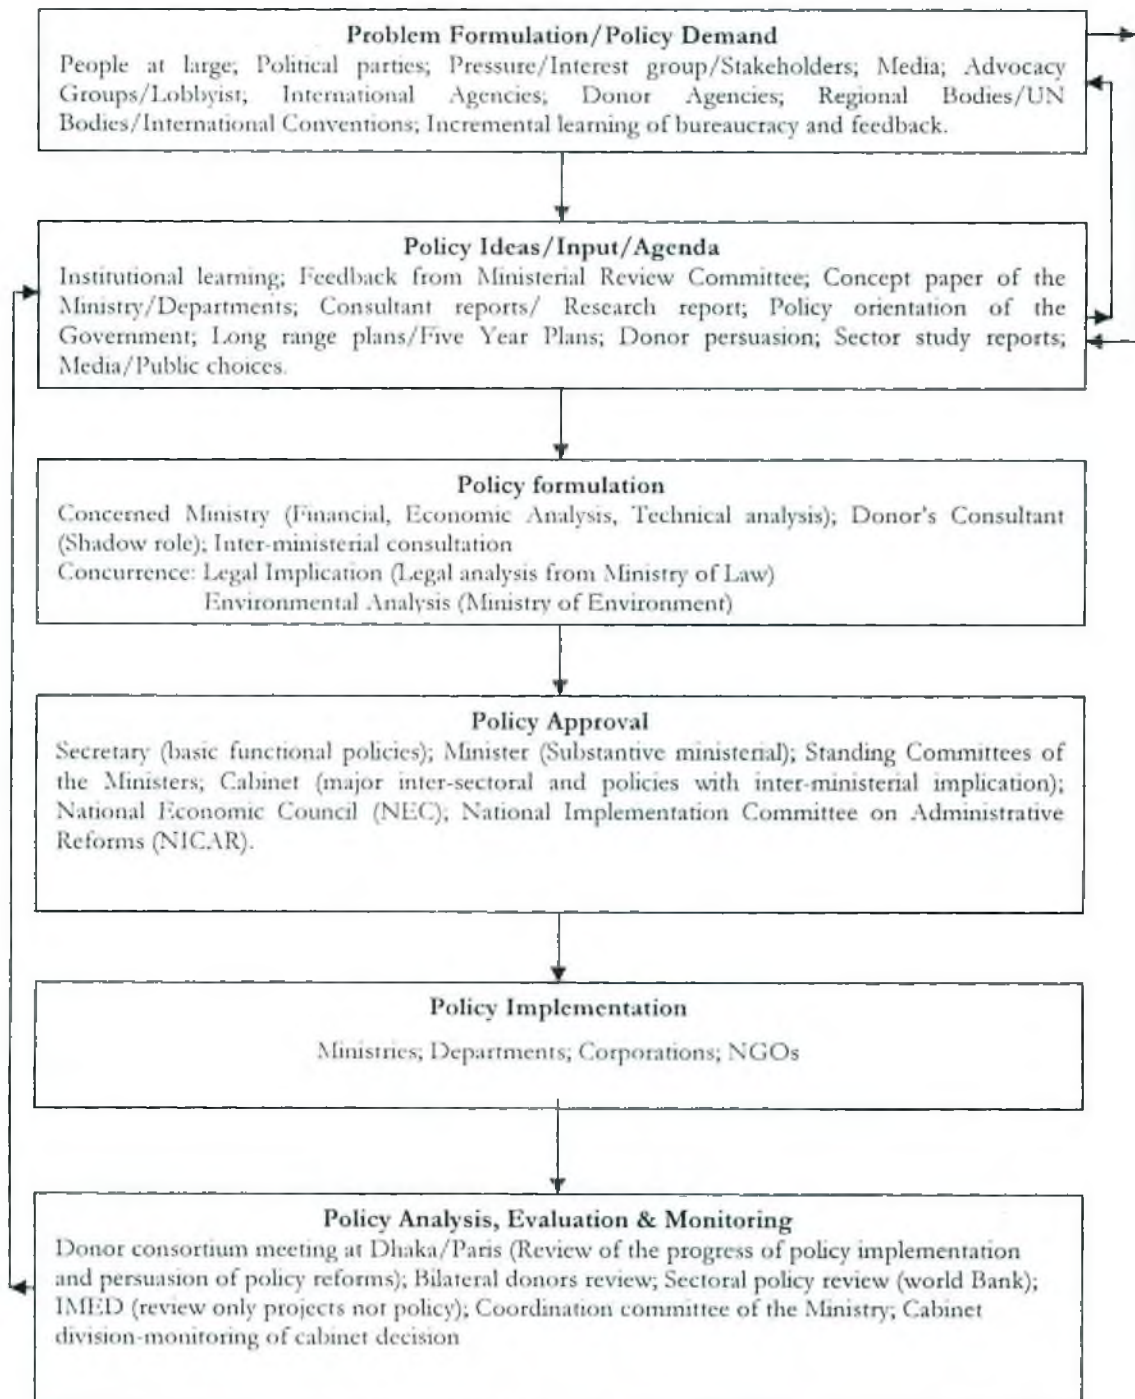 Problem Formulation/Policy Demand
People at large; Political parties; Pressure/Interest group/Stakeholders; Media; Advocacy
Groups/Lobbyist; International Agencies; Donor Agencies; Regional Bodies/UN
Bodies/International Conventions; Incremental learning of bureaucracy and feedback.
Policy Ideas/Input/Agenda
Institutional learning; Feedback from Ministerial Review Committee; Concept paper of the
Ministry/Departments; Consultant reports/ Research report; Policy orientation of the
Government; Long range plans/Five Year Plans; Donor persuasion; Sector study reports;
Media/Public choices.
Policy formulation
Concerned Ministry (Financial, Economic Analysis, Technical analysis); Donor's Consultant
(Shadow role); Inter-ministerial consultation
Concurrence: Legal Implication (Legal analysis from Ministry of Law)
Environmental Analysis (Ministry of Environment)
Policy Approval
Secretary (basic functional policies); Minister (Substantive ministerial); Standing Committees of
the Ministers; Cabinet (major inter-sectoral and policies with inter-ministerial implication);
National Economic Council (NEC); National Implementation Committee on Administrative
Reforms (NICAR).
Policy Implementation
Ministries; Departments; Corporations; NGOs
Policy Analysis, Evaluation & Monitoring
Donor consortium meeting at Dhaka/Paris (Review of the progress of policy implementation
and persuasion of policy reforms); Bilateral donors review; Sectoral policy review (world Bank);
IMED (review only projects not policy); Coordination committee of the Ministry; Cabinet
division-monitoring of cabinet decision